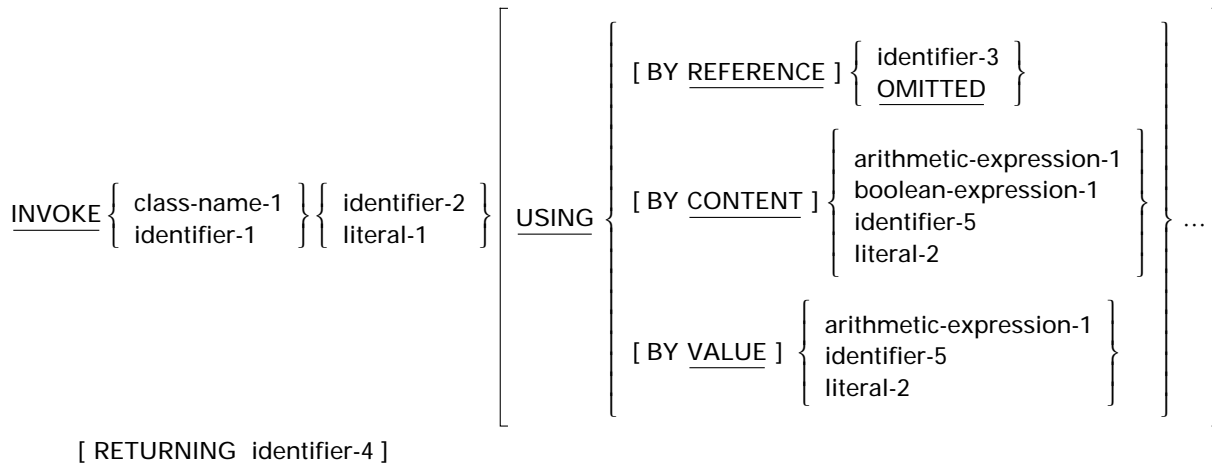 [ BY REFERENCE ] { identifier-3
OMITTED }
INVOKE { class-name-1
identifier-1 } { identifier-2
literal-1 } [ USING { [ BY CONTENT ] { arithmetic-expression-1
boolean-expression-1
identifier-5
literal-2 } } ... ]
[ BY VALUE ] { arithmetic-expression-1
identifier-5
literal-2 }
[ RETURNING identifier-4 ]